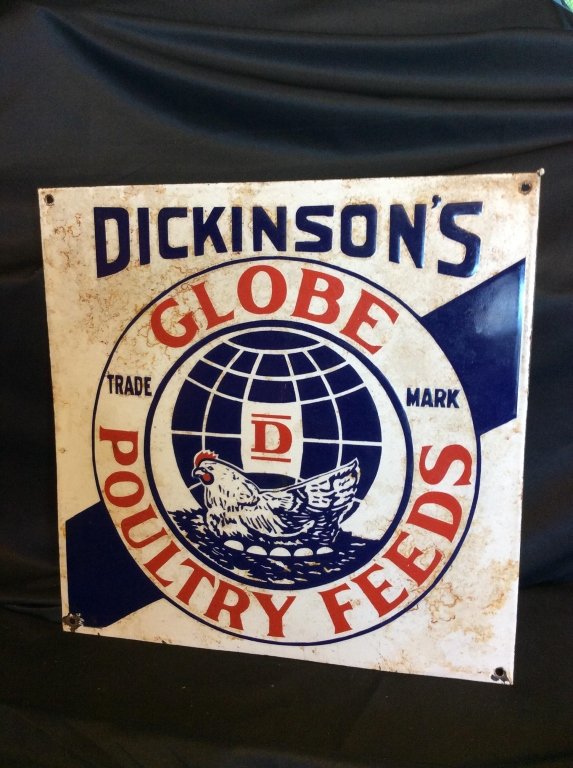 DICKINSON'S
GLOBE
TRADE MARK
D
POULTRY FEEDS